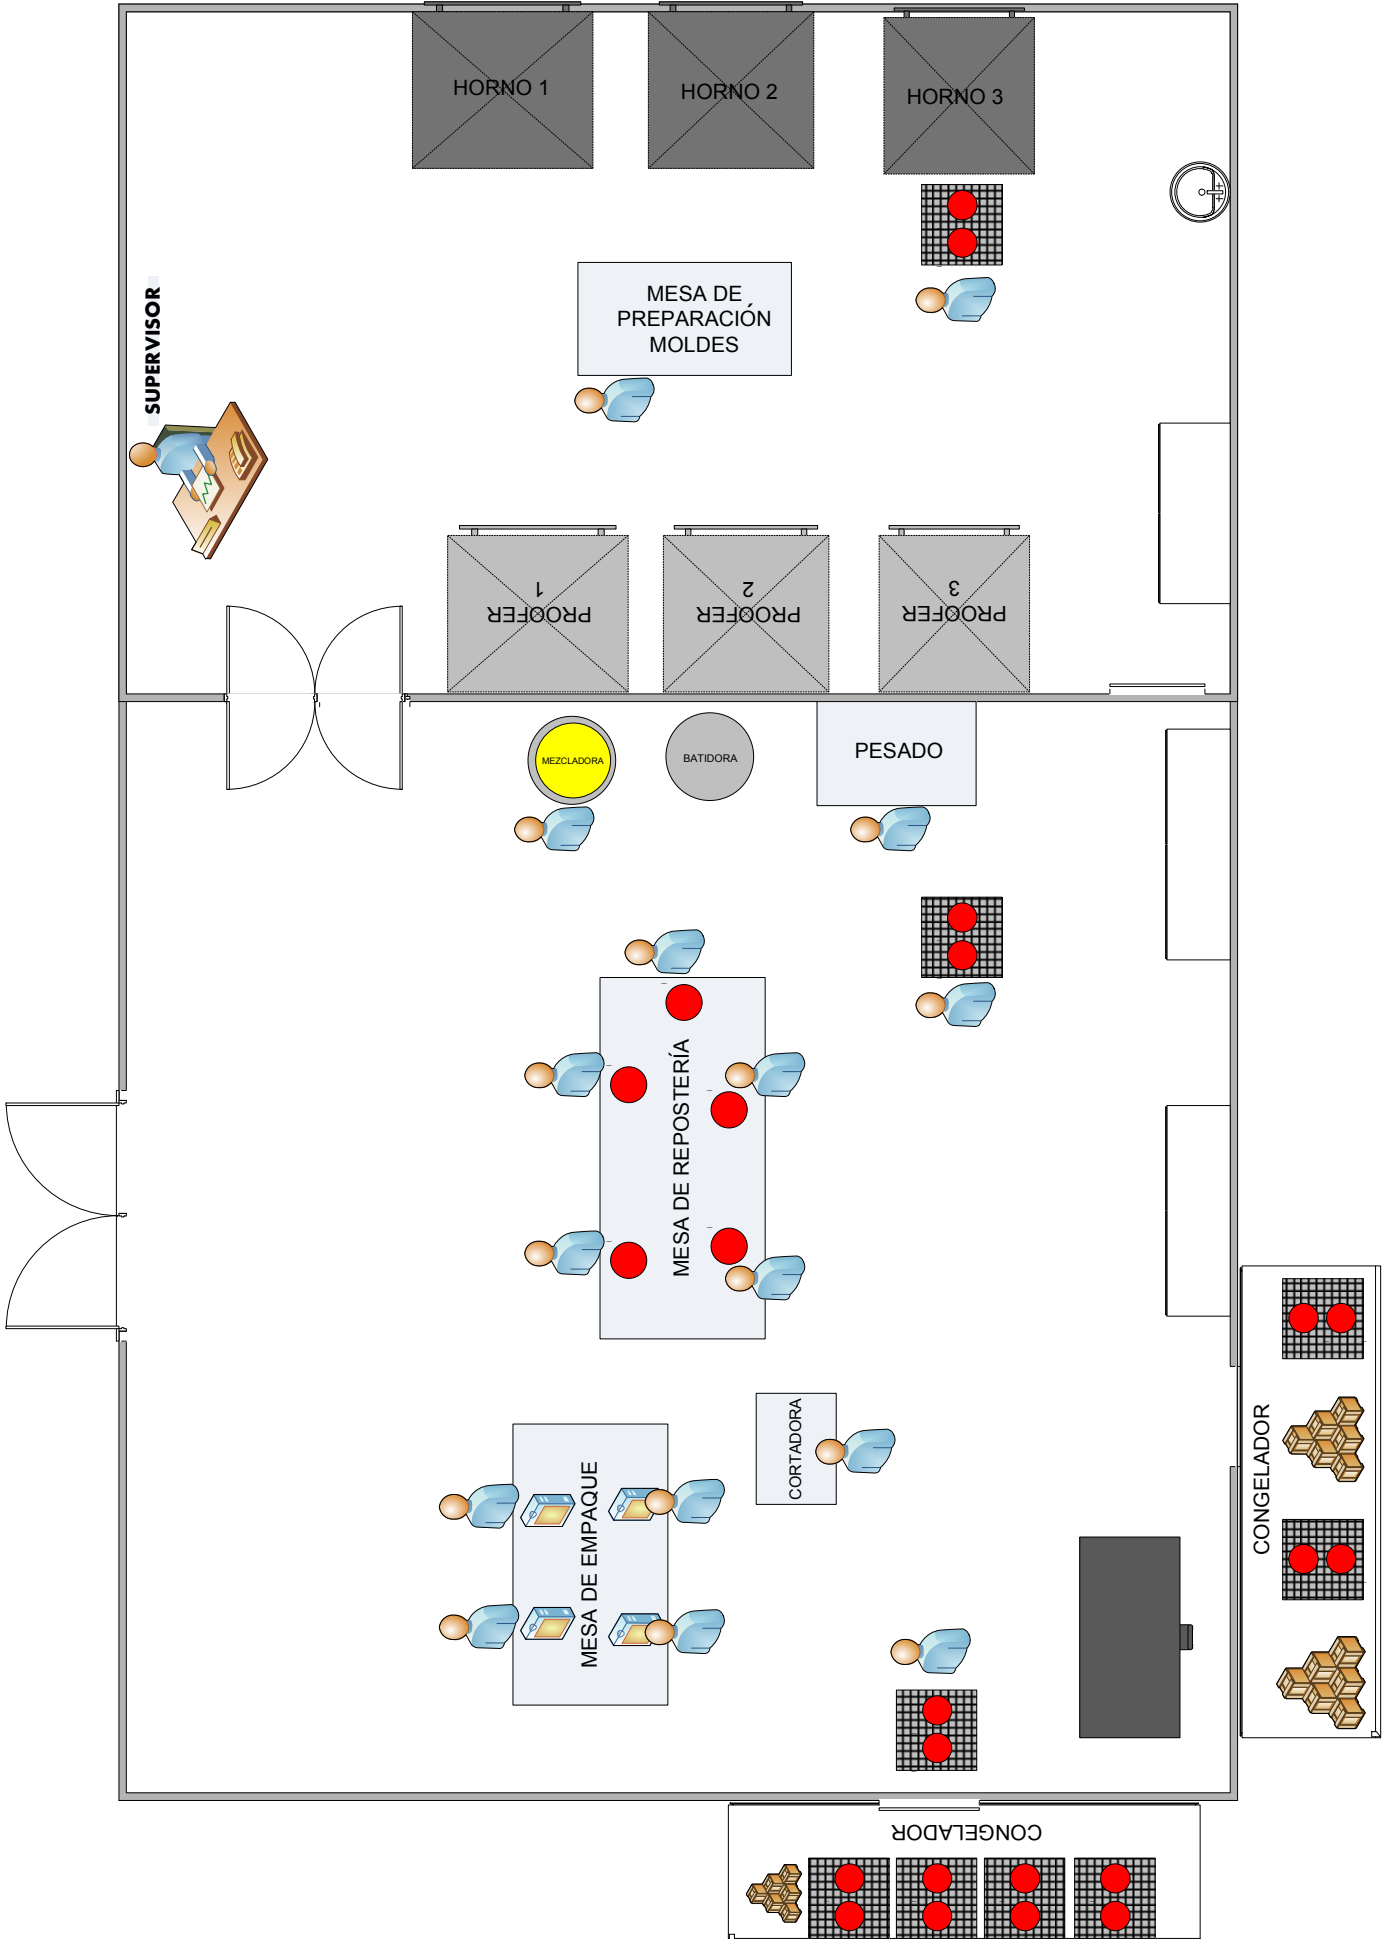 HORNO 1
HORNO 2
HORNO 3
SUPERVISOR
MESA DE
PREPARACIÓN
MOLDES
PROOFER
1
PROOFER
2
PROOFER
3
MEZCLADORA
BATIDORA
PESADO
MESA DE REPOSTERÍA
CORTADORA
MESA DE EMPAQUE
CONGELADOR
CONGELADOR